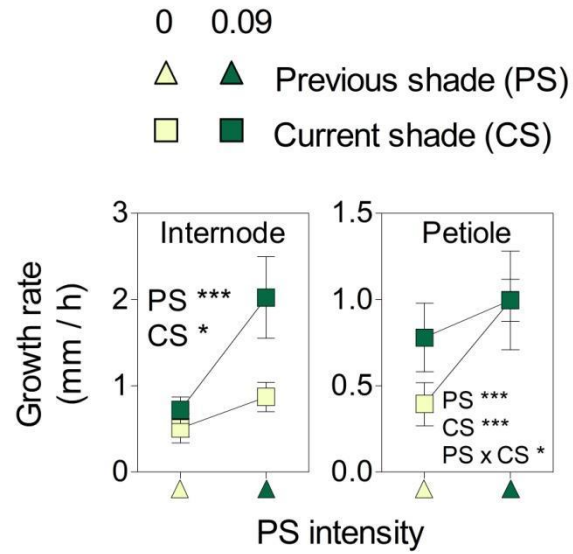 0 0.09
Previous shade (PS)
Current shade (CS)
Growth rate
(mm / h)
3
2
1
0
Internode
PS ***
CS *
1.5
1.0
0.5
0.0
Petiole
PS ***
CS ***
PS x CS *
PS intensity